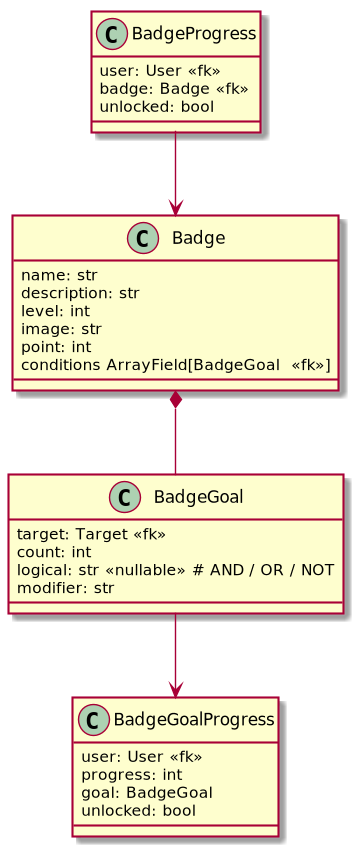 C BadgeProgress
user: User «fk»
badge: Badge «fk»
unlocked: bool
C Badge
name: str
description: str
level: int
image: str
point: int
conditions ArrayField[BadgeGoal  «fk»]
C BadgeGoal
target: Target «fk»
count: int
logical: str «nullable» # AND / OR / NOT
modifier: str
C BadgeGoalProgress
user: User «fk»
progress: int
goal: BadgeGoal
unlocked: bool